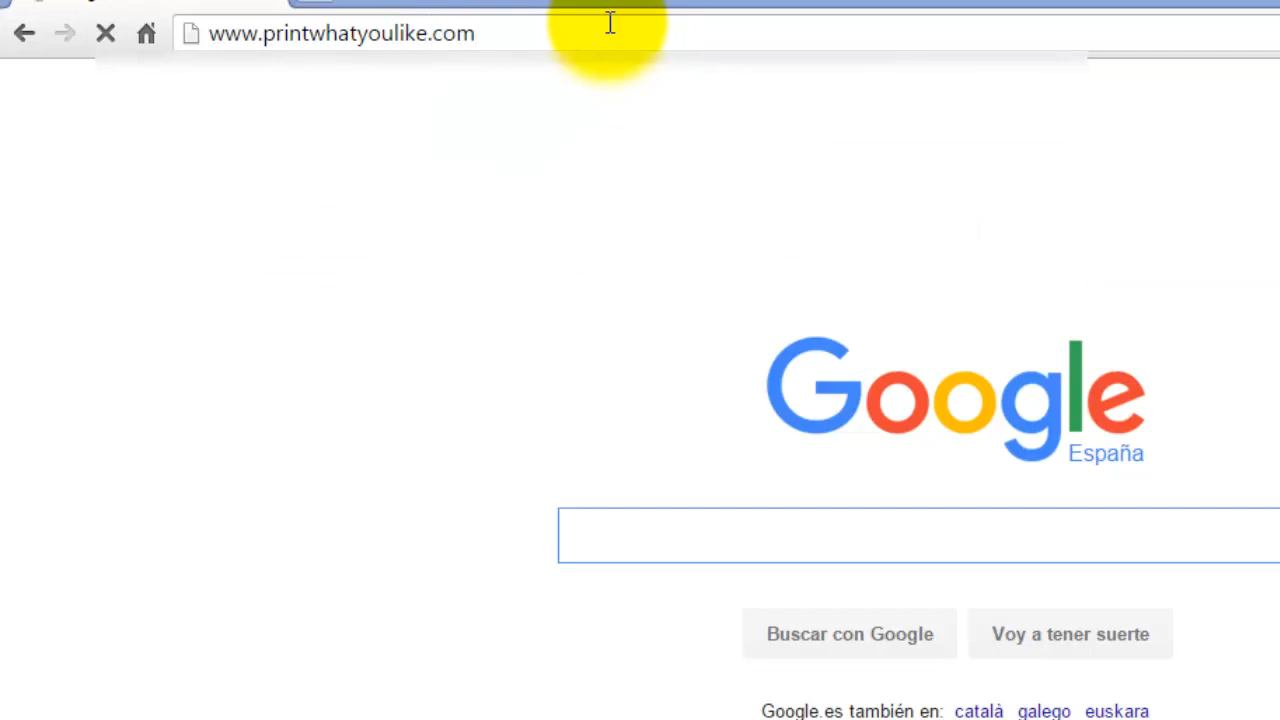 www.printwhatyoulike.com
Google
España
Buscar con Google
Voy a tener suerte
Google.es también en: català galego euskara